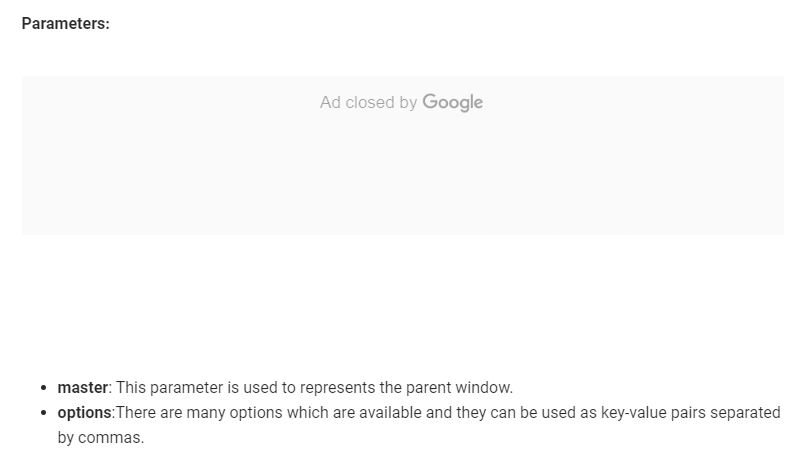 Parameters:
Ad closed by Google
• master: This parameter is used to represents the parent window.
• options:There are many options which are available and they can be used as key-value pairs separated
by commas.